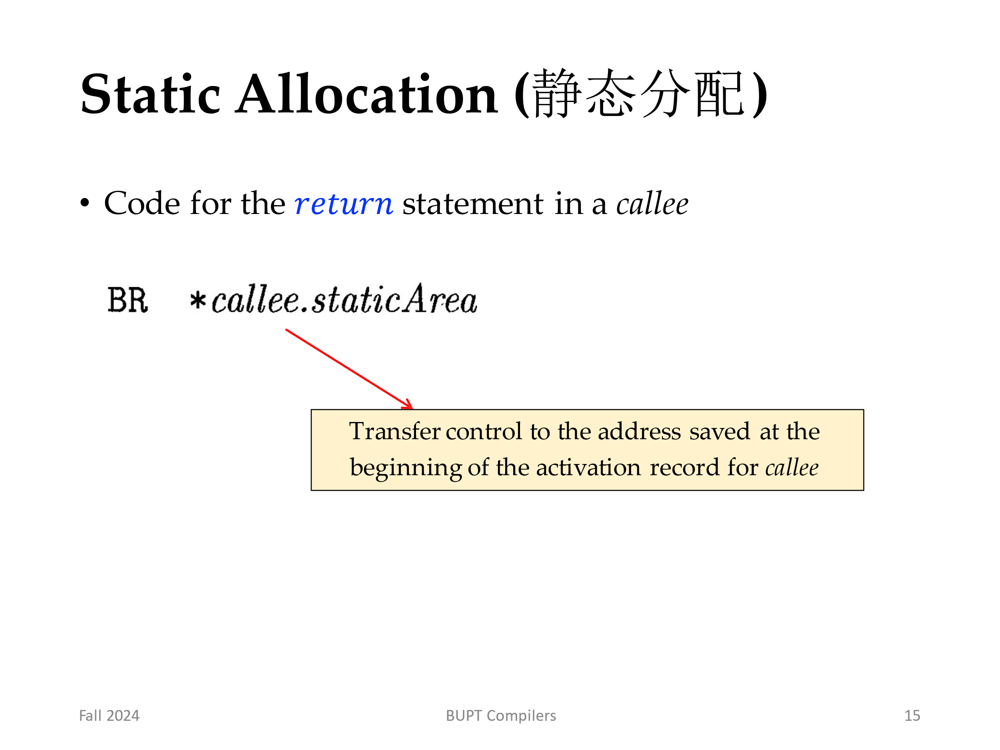 Static Allocation (静态分配)
• Code for the return statement in a callee
BR *callee.staticArea
Transfer control to the address saved at the
beginning of the activation record for callee
Fall 2024
BUPT Compilers
15